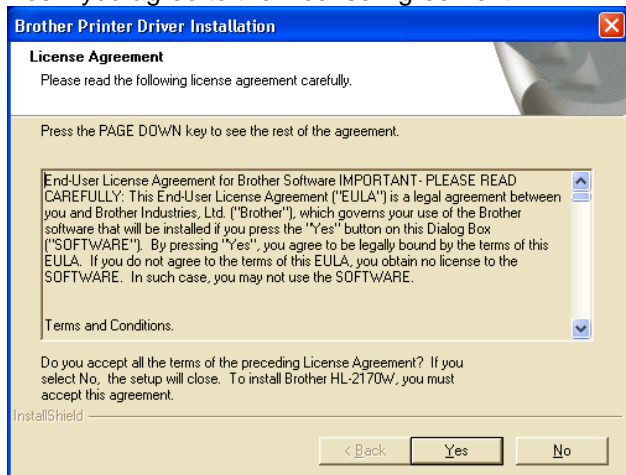 Brother Printer Driver Installation
License Agreement
Please read the following license agreement carefully.
Press the PAGE DOWN key to see the rest of the agreement.
End-User License Agreement for Brother Software IMPORTANT- PLEASE READ
CAREFULLY: This End-User License Agreement ("EULA") is a legal agreement between
you and Brother Industries, Ltd. ("Brother"), which governs your use of the Brother
software that will be installed if you press the "Yes" button on this Dialog Box
("SOFTWARE"). By pressing "Yes", you agree to be legally bound by the terms of this
EULA. If you do not agree to the terms of this EULA, you obtain no license to the
SOFTWARE. In such case, you may not use the SOFTWARE.
Terms and Conditions.
Do you accept all the terms of the preceding License Agreement? If you
select No, the setup will close. To install Brother HL-2170W, you must
accept this agreement.
InstallShield
< Back Yes No